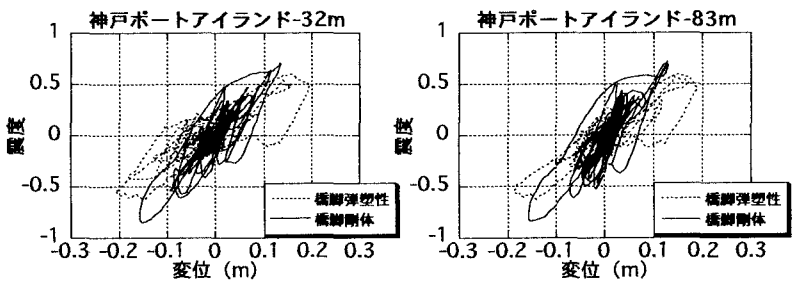 神戸ポートアイランド-32m
1
0.5
0
-0.5
-1
震度
-0.3 -0.2 -0.1 0 0.1 0.2 0.3
変位（m）
橋脚弾塑性
橋脚剛体
神戸ポートアイランド-83m
1
0.5
0
-0.5
-1
震度
-0.3 -0.2 -0.1 0 0.1 0.2 0.3
変位（m）
橋脚弾塑性
橋脚剛体